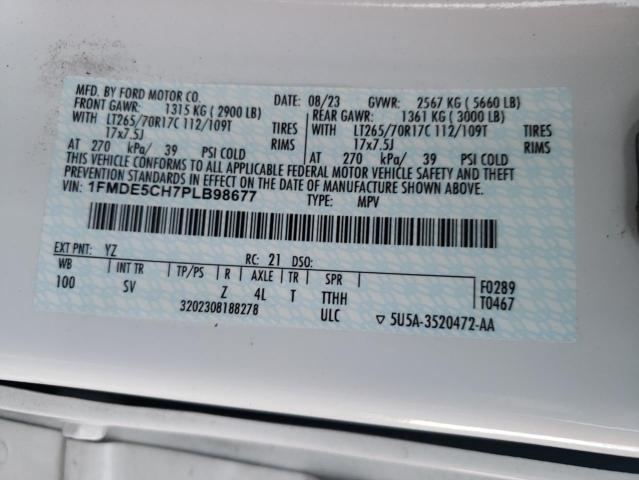 MFD. BY FORD MOTOR CO.
DATE: 08/23 GVWR: 2567 KG ( 5660 LB)
FRONT GAWR: 1315 KG ( 2900 LB) REAR GAWR: 1361 KG ( 3000 LB)
WITH LT265/70R17C 112/109T TIRES WITH LT265/70R17C 112/109T TIRES
17x7.5J RIMS 17x7.5J RIMS
AT 270 kPa/ 39 PSI COLD AT 270 kPa/ 39 PSI COLD
THIS VEHICLE CONFORMS TO ALL APPLICABLE FEDERAL MOTOR VEHICLE SAFETY AND THEFT
PREVENTION STANDARDS IN EFFECT ON THE DATE OF MANUFACTURE SHOWN ABOVE.
VIN: 1FMDE5CH7PLB98677 TYPE: MPV
EXT PNT: YZ RC: 21 DSO:
WB INT TR TP/PS R AXLE TR SPR F0289
100 SV Z 4L T TTHH T0467
3202308188278 ULC ▽ 5U5A-3520472-AA